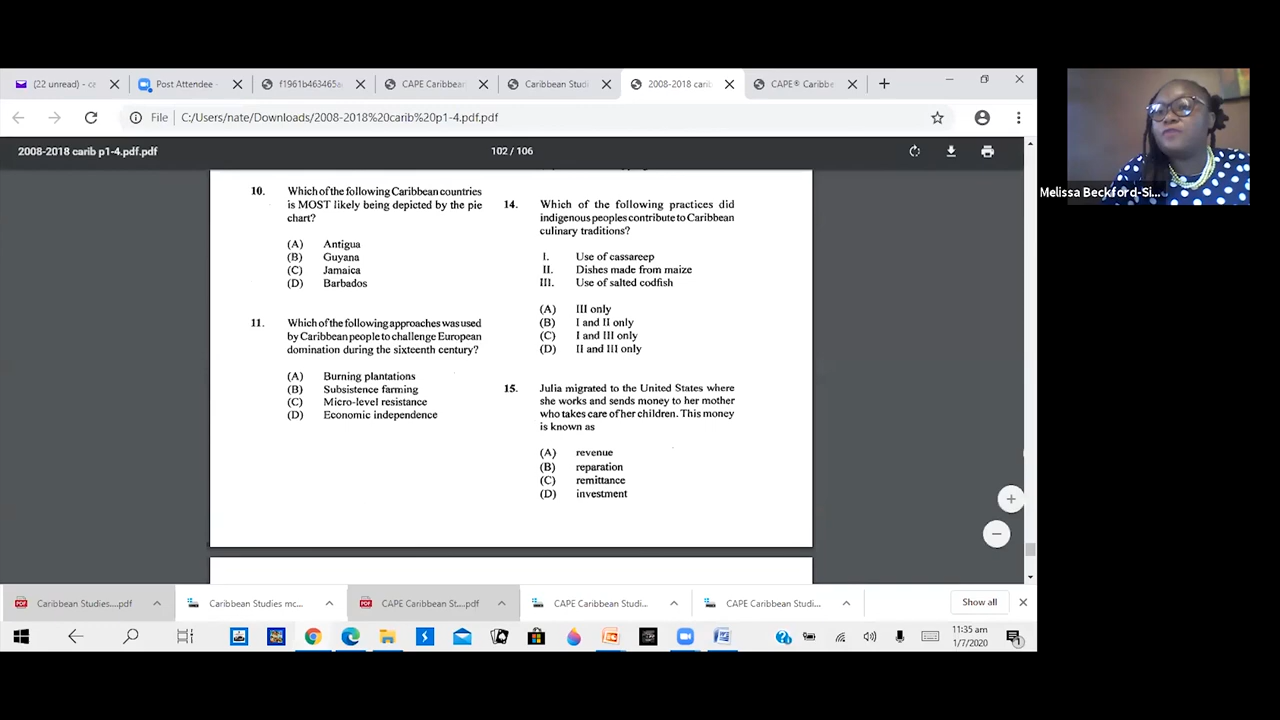 (22 unread) - ca
Post Attendee -
f1961b463465a
CAPE Caribbean
Caribbean Studi
2008-2018 carib
CAPE® Caribbe
File
C:/Users/nate/Downloads/2008-2018%20carib%20p1-4.pdf.pdf
2008-2018 carib p1-4.pdf.pdf
102 / 106
10. Which of the following Caribbean countries
is MOST likely being depicted by the pie
chart?
(A) Antigua
(B) Guyana
(C) Jamaica
(D) Barbados
11. Which of the following approaches was used
by Caribbean people to challenge European
domination during the sixteenth century?
(A) Burning plantations
(B) Subsistence farming
(C) Micro-level resistance
(D) Economic independence
14. Which of the following practices did
indigenous peoples contribute to Caribbean
culinary traditions?
I. Use of cassareep
II. Dishes made from maize
III. Use of salted codfish
(A) III only
(B) I and II only
(C) I and III only
(D) II and III only
15. Julia migrated to the United States where
she works and sends money to her mother
who takes care of her children. This money
is known as
(A) revenue
(B) reparation
(C) remittance
(D) investment
Melissa Beckford-Si...
Caribbean Studies....pdf
Caribbean Studies mc...
CAPE Caribbean St....pdf
CAPE Caribbean Studi...
CAPE Caribbean Studi...
Show all
11:35 am
1/7/2020